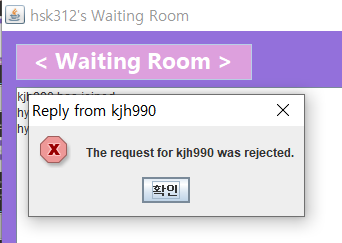 hsk312's Waiting Room
< Waiting Room >
Reply from kjh990
The request for kjh990 was rejected.
확인